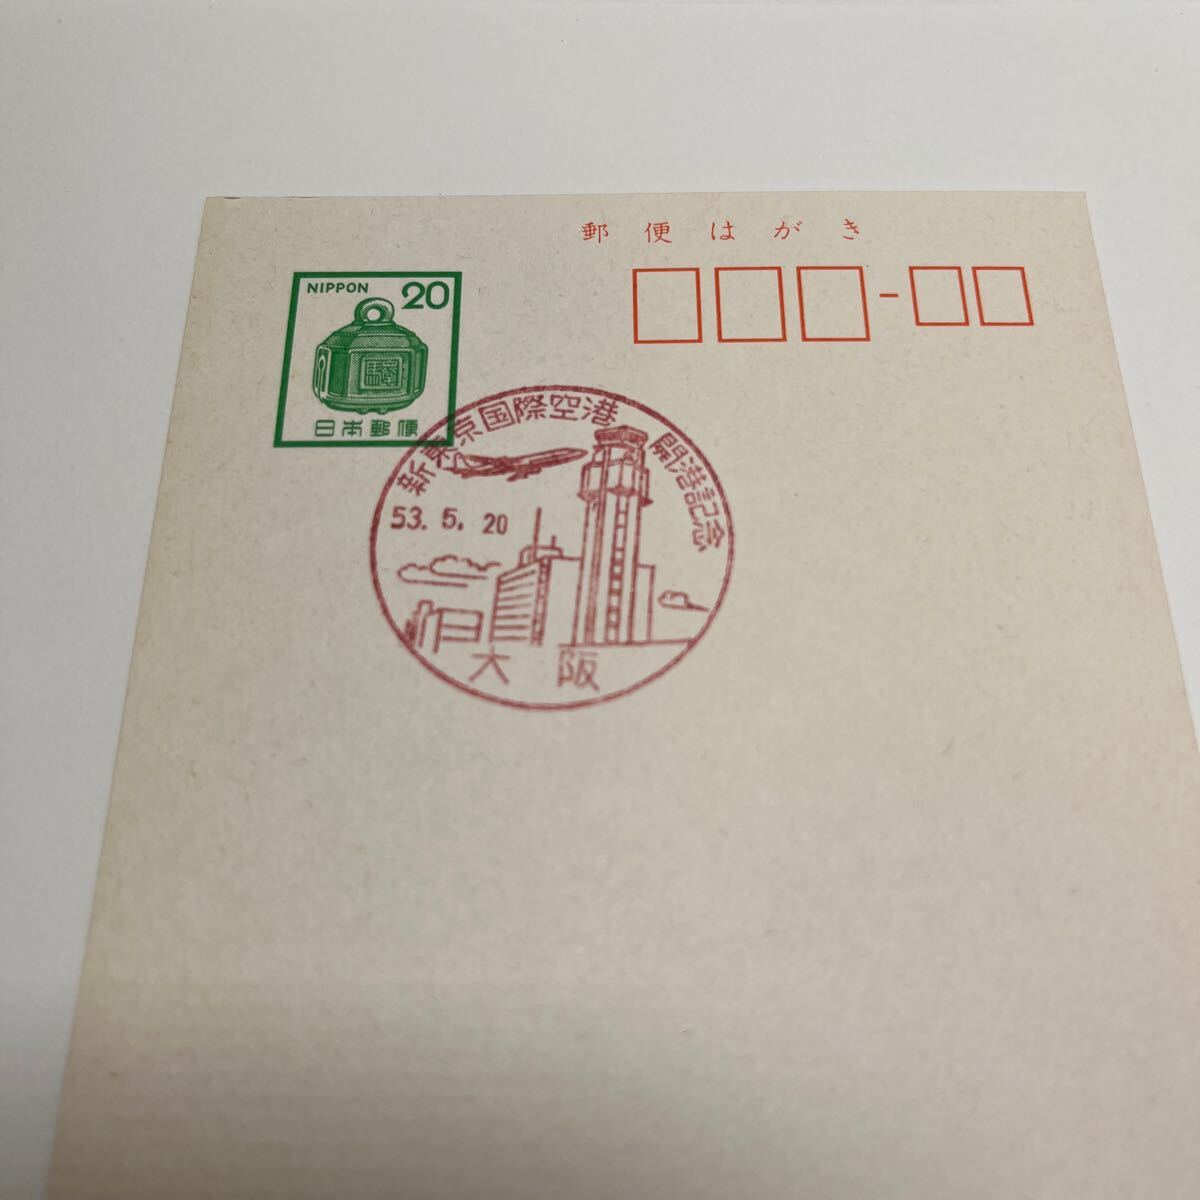 郵便はがき
NIPPON 20
日本郵便
新東京国際空港 開港記念
53. 5. 20
大阪